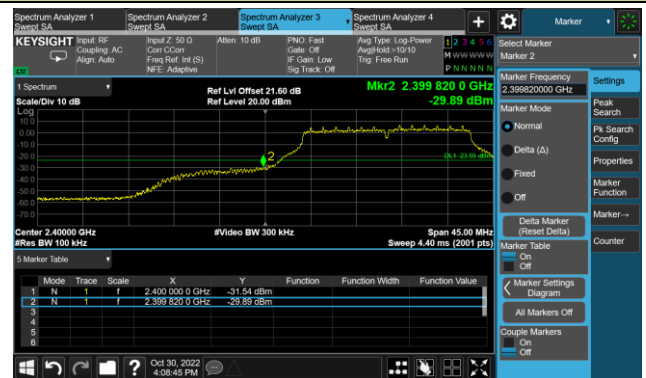 Spectrum Analyzer 1
Swept SA
Spectrum Analyzer 2
Swept SA
Spectrum Analyzer 3
Swept SA
Spectrum Analyzer 4
Swept SA
+
Marker
KEYSIGHT
Input: RF
Coupling: AC
Align: Auto
Input Z: 50 Ω
Corr CCorr
Freq Ref: Int (S)
NFE: Adaptive
Atten: 10 dB
PNO: Fast
Gate: Off
IF Gain: Low
Sig Track: Off
Avg Type: Log-Power
Avg|Hold:>10/10
Trig: Free Run
1 2 3 4 5 6
M W W W W W
P N N N N N
LXI
Select Marker
Marker 2
1 Spectrum
Scale/Div 10 dB
Ref Lvl Offset 21.60 dB
Ref Level 20.00 dBm
Mkr2 2.399 820 0 GHz
-29.89 dBm
Log
10.0
0.00
-10.0
-20.0
-30.0
-40.0
-50.0
-60.0
-70.0
2
DL1 -23.55 dBm
Center 2.40000 GHz
#Res BW 100 kHz
#Video BW 300 kHz
Span 45.00 MHz
Sweep 4.40 ms (2001 pts)
5 Marker Table
Mode Trace Scale X Y Function Function Width Function Value
1 N 1 f 2.400 000 0 GHz -31.54 dBm
2 N 1 f 2.399 820 0 GHz -29.89 dBm
3
4
5
6
Marker Frequency
2.399820000 GHz
Marker Mode
Normal
Delta (Δ)
Fixed
Off
Delta Marker
(Reset Delta)
Marker Table
On
Off
Marker Settings
Diagram
All Markers Off
Couple Markers
On
Off
Settings
Peak
Search
Pk Search
Config
Properties
Marker
Function
Marker→
Counter
?
Oct 30, 2022
4:08:45 PM